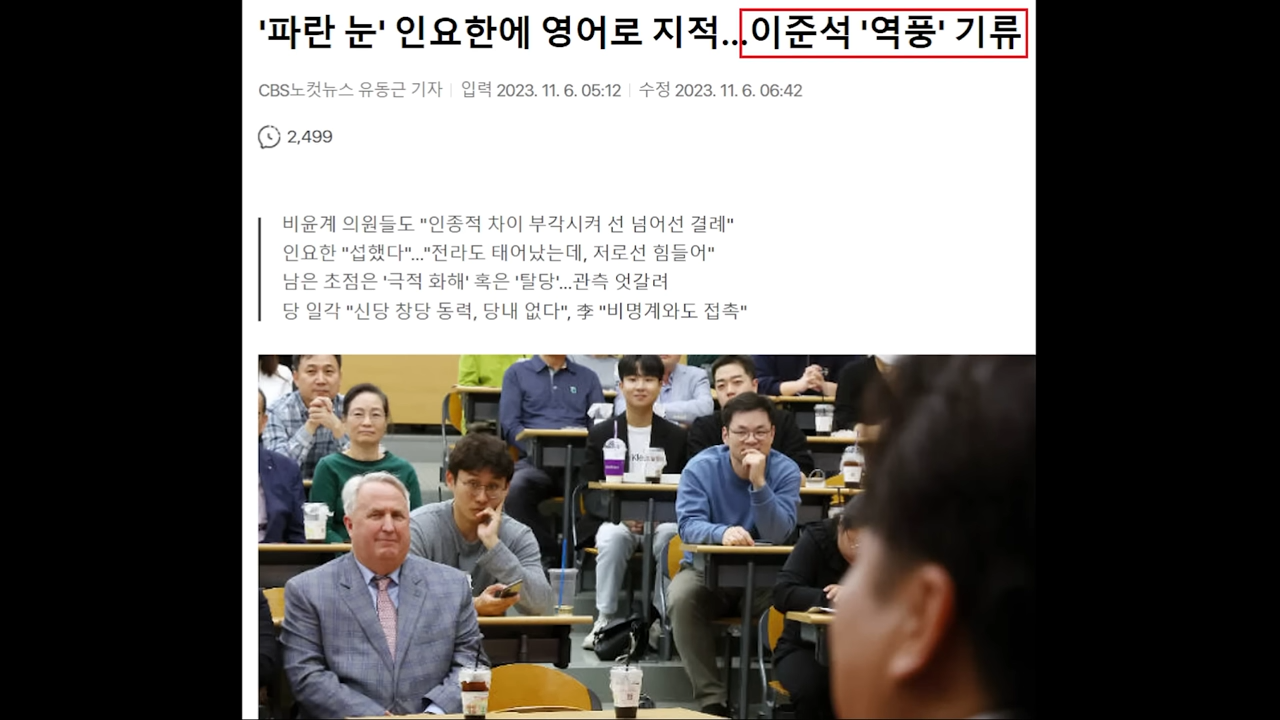 '파란 눈' 인요한에 영어로 지적...이준석 '역풍' 기류
CBS노컷뉴스 유동근 기자 입력 2023. 11. 6. 05:12 수정 2023. 11. 6. 06:42
2,499
비윤계 의원들도 "인종적 차이 부각시켜 선 넘어선 결례"
인요한 "섭했다"…"전라도 태어났는데, 저로선 힘들어"
남은 초점은 '극적 화해' 혹은 '탈당'…관측 엇갈려
당 일각 "신당 창당 동력, 당내 없다", 李 "비명계와도 접촉"